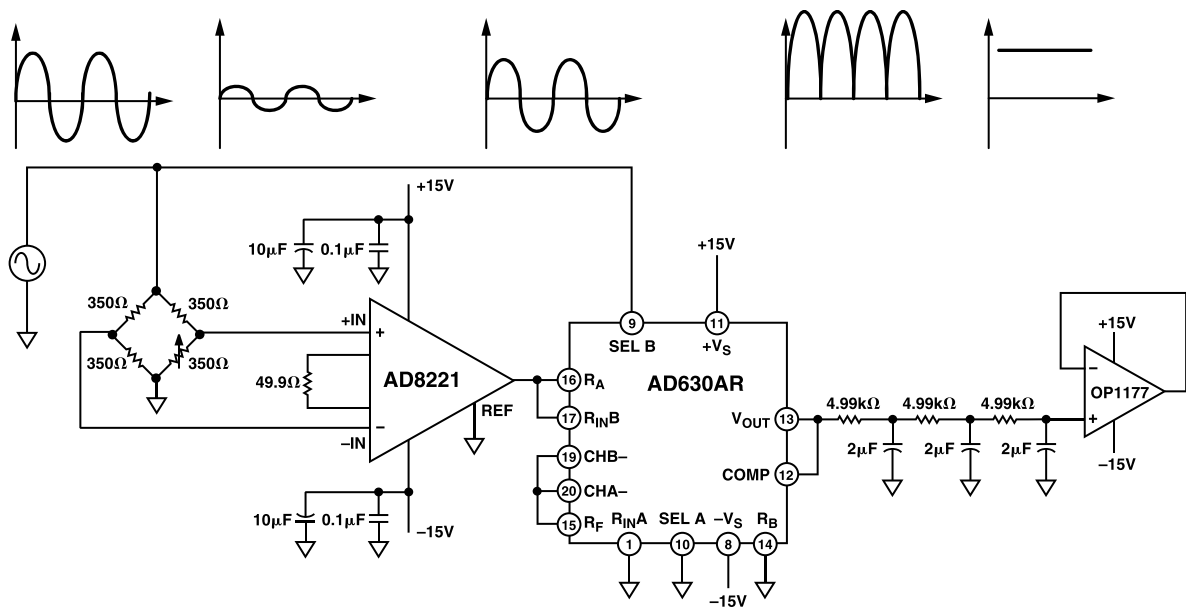 +15V
10μF 0.1μF
+15V
350Ω 350Ω
+IN
+
9 11
SEL B +VS
350Ω 350Ω
49.9Ω
AD8221
16 RA
AD630AR
+15V
−
OP1177
+
−15V
REF
17 RINB
VOUT 13
4.99kΩ 4.99kΩ 4.99kΩ
2μF 2μF 2μF
−
−IN
19 CHB–
COMP 12
20 CHA–
10μF 0.1μF
–15V
15 RF
RINA SEL A –VS RB
1 10 8 14
–15V